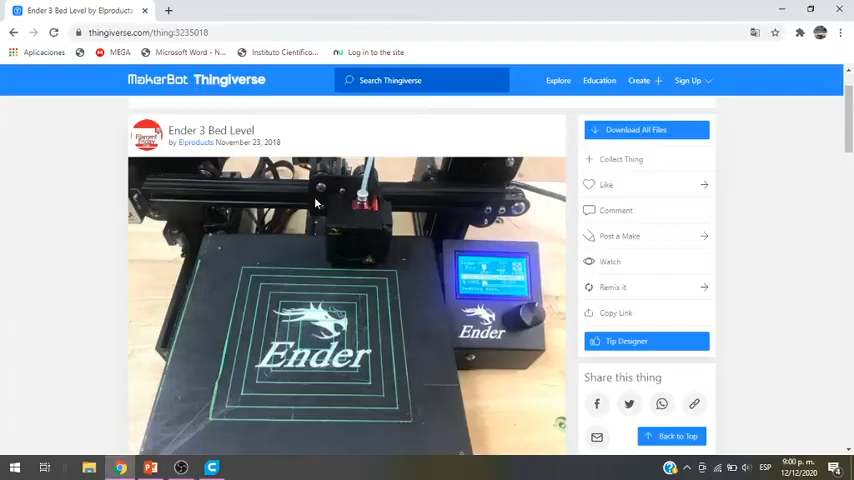 Ender 3 Bed Level by Elproducts
thingiverse.com/thing:3235018
Aplicaciones
MEGA
Microsoft Word - N...
Instituto Científico...
Log in to the site
MakerBot Thingiverse
Search Thingiverse
Explore
Education
Create
Sign Up
Ender 3 Bed Level
by Elproducts November 23, 2018
Ender
Ender
Download All Files
Collect Thing
Like
Comment
Post a Make
Watch
Remix it
Copy Link
Tip Designer
Share this thing
Back to Top
ESP
9:00 p. m.
12/12/2020
4